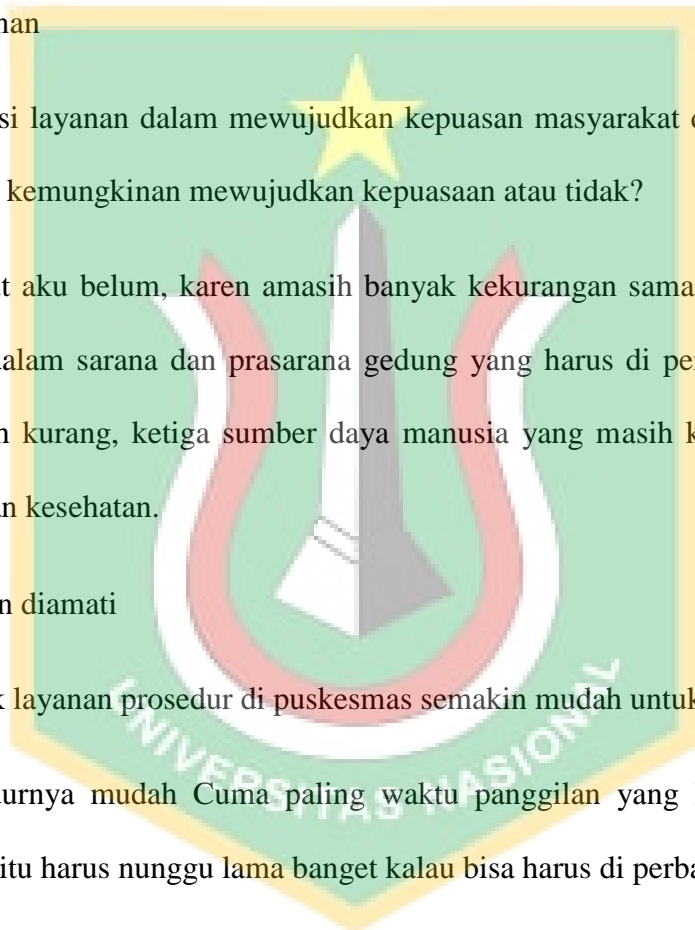 nan
si layanan dalam mewujudkan kepuasan masyarakat
kemungkinan mewujudkan kepuasaan atau tidak?
t aku belum, karen amasih banyak kekurangan sama
dalam sarana dan prasarana gedung yang harus di pe
n kurang, ketiga sumber daya manusia yang masih k
an kesehatan.
n diamati
k layanan prosedur di puskesmas semakin mudah untuk
urnya mudah Cuma paling waktu panggilan yang
itu harus nunggu lama banget kalau bisa harus di perba
UNIVERSITAS NASIONAL